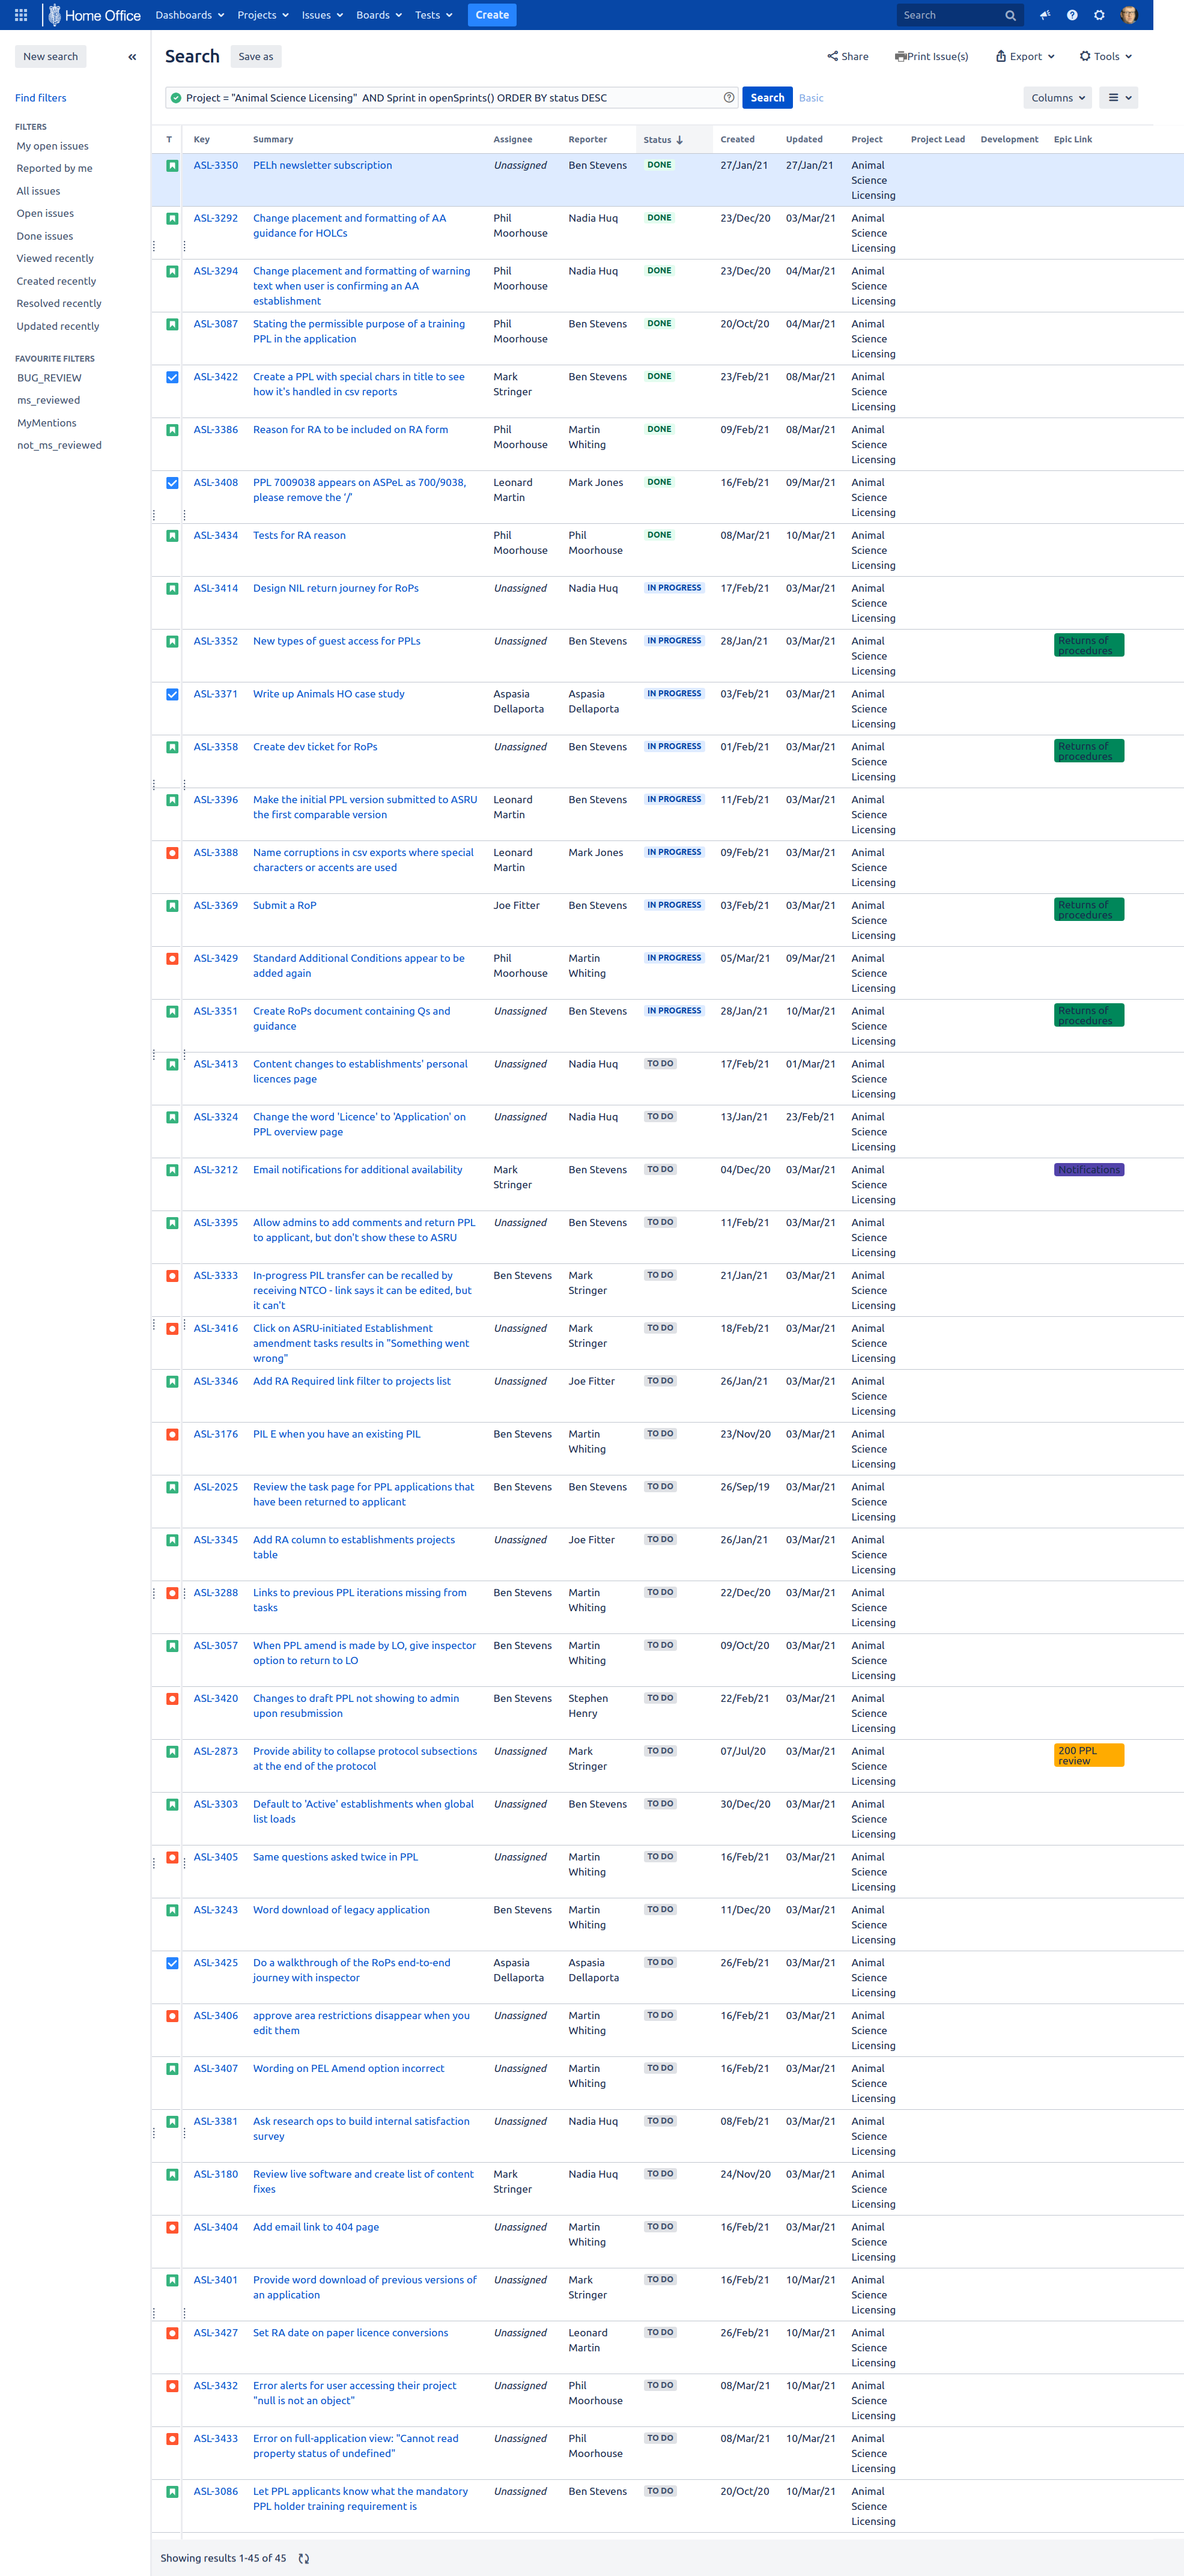 Home Office Dashboards Projects Issues Boards Tests Create Search
New search
Find filters
FILTERS
My open issues
Reported by me
All issues
Open issues
Done issues
Viewed recently
Created recently
Resolved recently
Updated recently
FAVOURITE FILTERS
BUG_REVIEW
ms_reviewed
MyMentions
not_ms_reviewed
Search Save as Share Print Issue(s) Export Tools
Project = "Animal Science Licensing" AND Sprint in openSprints() ORDER BY status DESC Search Basic Columns
T Key Summary Assignee Reporter Status Created Updated Project Project Lead Development Epic Link
ASL-3350 PELh newsletter subscription Unassigned Ben Stevens DONE 27/Jan/21 27/Jan/21 Animal
Science
Licensing
ASL-3292 Change placement and formatting of AA Phil Nadia Huq DONE 23/Dec/20 03/Mar/21 Animal
guidance for HOLCs Moorhouse Science
Licensing
ASL-3294 Change placement and formatting of warning Phil Nadia Huq DONE 23/Dec/20 04/Mar/21 Animal
text when user is confirming an AA Moorhouse Science
establishment Licensing
ASL-3087 Stating the permissible purpose of a training Phil Ben Stevens DONE 20/Oct/20 04/Mar/21 Animal
PPL in the application Moorhouse Science
Licensing
ASL-3422 Create a PPL with special chars in title to see Mark Ben Stevens DONE 23/Feb/21 08/Mar/21 Animal
how it's handled in csv reports Stringer Science
Licensing
ASL-3386 Reason for RA to be included on RA form Phil Martin DONE 09/Feb/21 08/Mar/21 Animal
Moorhouse Whiting Science
Licensing
ASL-3408 PPL 7009038 appears on ASPeL as 700/9038, Leonard Mark Jones DONE 16/Feb/21 09/Mar/21 Animal
please remove the '/' Martin Science
Licensing
ASL-3434 Tests for RA reason Phil Phil DONE 08/Mar/21 10/Mar/21 Animal
Moorhouse Moorhouse Science
Licensing
ASL-3414 Design NIL return journey for RoPs Unassigned Nadia Huq IN PROGRESS 17/Feb/21 03/Mar/21 Animal
Science
Licensing
ASL-3352 New types of guest access for PPLs Unassigned Ben Stevens IN PROGRESS 28/Jan/21 03/Mar/21 Animal Returns of
Science procedures
Licensing
ASL-3371 Write up Animals HO case study Aspasia Aspasia IN PROGRESS 03/Feb/21 03/Mar/21 Animal
Dellaporta Dellaporta Science
Licensing
ASL-3358 Create dev ticket for RoPs Unassigned Ben Stevens IN PROGRESS 01/Feb/21 03/Mar/21 Animal Returns of
Science procedures
Licensing
ASL-3396 Make the initial PPL version submitted to ASRU Leonard Ben Stevens IN PROGRESS 11/Feb/21 03/Mar/21 Animal
the first comparable version Martin Science
Licensing
ASL-3388 Name corruptions in csv exports where special Leonard Mark Jones IN PROGRESS 09/Feb/21 03/Mar/21 Animal
characters or accents are used Martin Science
Licensing
ASL-3369 Submit a RoP Joe Fitter Ben Stevens IN PROGRESS 03/Feb/21 03/Mar/21 Animal Returns of
Science procedures
Licensing
ASL-3429 Standard Additional Conditions appear to be Phil Martin IN PROGRESS 05/Mar/21 09/Mar/21 Animal
added again Moorhouse Whiting Science
Licensing
ASL-3351 Create RoPs document containing Qs and Unassigned Ben Stevens IN PROGRESS 28/Jan/21 10/Mar/21 Animal Returns of
guidance Science procedures
Licensing
ASL-3413 Content changes to establishments' personal Unassigned Nadia Huq TO DO 17/Feb/21 01/Mar/21 Animal
licences page Science
Licensing
ASL-3324 Change the word 'Licence' to 'Application' on Unassigned Nadia Huq TO DO 13/Jan/21 23/Feb/21 Animal
PPL overview page Science
Licensing
ASL-3212 Email notifications for additional availability Mark Ben Stevens TO DO 04/Dec/20 03/Mar/21 Animal Notifications
Stringer Science
Licensing
ASL-3395 Allow admins to add comments and return PPL Unassigned Ben Stevens TO DO 11/Feb/21 03/Mar/21 Animal
to applicant, but don't show these to ASRU Science
Licensing
ASL-3333 In-progress PIL transfer can be recalled by Ben Stevens Mark TO DO 21/Jan/21 03/Mar/21 Animal
receiving NTCO - link says it can be edited, but Stringer Science
it can't Licensing
ASL-3416 Click on ASRU-initiated Establishment Unassigned Mark TO DO 18/Feb/21 03/Mar/21 Animal
amendment tasks results in "Something went Stringer Science
wrong" Licensing
ASL-3346 Add RA Required link filter to projects list Unassigned Joe Fitter TO DO 26/Jan/21 03/Mar/21 Animal
Science
Licensing
ASL-3176 PIL E when you have an existing PIL Ben Stevens Martin TO DO 23/Nov/20 03/Mar/21 Animal
Whiting Science
Licensing
ASL-2025 Review the task page for PPL applications that Ben Stevens Ben Stevens TO DO 26/Sep/19 03/Mar/21 Animal
have been returned to applicant Science
Licensing
ASL-3345 Add RA column to establishments projects Unassigned Joe Fitter TO DO 26/Jan/21 03/Mar/21 Animal
table Science
Licensing
ASL-3288 Links to previous PPL iterations missing from Ben Stevens Martin TO DO 22/Dec/20 03/Mar/21 Animal
tasks Whiting Science
Licensing
ASL-3057 When PPL amend is made by LO, give inspector Ben Stevens Martin TO DO 09/Oct/20 03/Mar/21 Animal
option to return to LO Whiting Science
Licensing
ASL-3420 Changes to draft PPL not showing to admin Ben Stevens Stephen TO DO 22/Feb/21 03/Mar/21 Animal
upon resubmission Henry Science
Licensing
ASL-2873 Provide ability to collapse protocol subsections Unassigned Mark TO DO 07/Jul/20 03/Mar/21 Animal 200 PPL
at the end of the protocol Stringer Science review
Licensing
ASL-3303 Default to 'Active' establishments when global Unassigned Ben Stevens TO DO 30/Dec/20 03/Mar/21 Animal
list loads Science
Licensing
ASL-3405 Same questions asked twice in PPL Unassigned Martin TO DO 16/Feb/21 03/Mar/21 Animal
Whiting Science
Licensing
ASL-3243 Word download of legacy application Ben Stevens Martin TO DO 11/Dec/20 03/Mar/21 Animal
Whiting Science
Licensing
ASL-3425 Do a walkthrough of the RoPs end-to-end Aspasia Aspasia TO DO 26/Feb/21 03/Mar/21 Animal
journey with inspector Dellaporta Dellaporta Science
Licensing
ASL-3406 approve area restrictions disappear when you Unassigned Martin TO DO 16/Feb/21 03/Mar/21 Animal
edit them Whiting Science
Licensing
ASL-3407 Wording on PEL Amend option incorrect Unassigned Martin TO DO 16/Feb/21 03/Mar/21 Animal
Whiting Science
Licensing
ASL-3381 Ask research ops to build internal satisfaction Unassigned Nadia Huq TO DO 08/Feb/21 03/Mar/21 Animal
survey Science
Licensing
ASL-3180 Review live software and create list of content Mark Nadia Huq TO DO 24/Nov/20 03/Mar/21 Animal
fixes Stringer Science
Licensing
ASL-3404 Add email link to 404 page Unassigned Martin TO DO 16/Feb/21 03/Mar/21 Animal
Whiting Science
Licensing
ASL-3401 Provide word download of previous versions of Unassigned Mark TO DO 16/Feb/21 10/Mar/21 Animal
an application Stringer Science
Licensing
ASL-3427 Set RA date on paper licence conversions Unassigned Leonard TO DO 26/Feb/21 10/Mar/21 Animal
Martin Science
Licensing
ASL-3432 Error alerts for user accessing their project Unassigned Phil TO DO 08/Mar/21 10/Mar/21 Animal
"null is not an object" Moorhouse Science
Licensing
ASL-3433 Error on full-application view: "Cannot read Unassigned Phil TO DO 08/Mar/21 10/Mar/21 Animal
property status of undefined" Moorhouse Science
Licensing
ASL-3086 Let PPL applicants know what the mandatory Unassigned Ben Stevens TO DO 20/Oct/20 10/Mar/21 Animal
PPL holder training requirement is Science
Licensing
Showing results 1-45 of 45